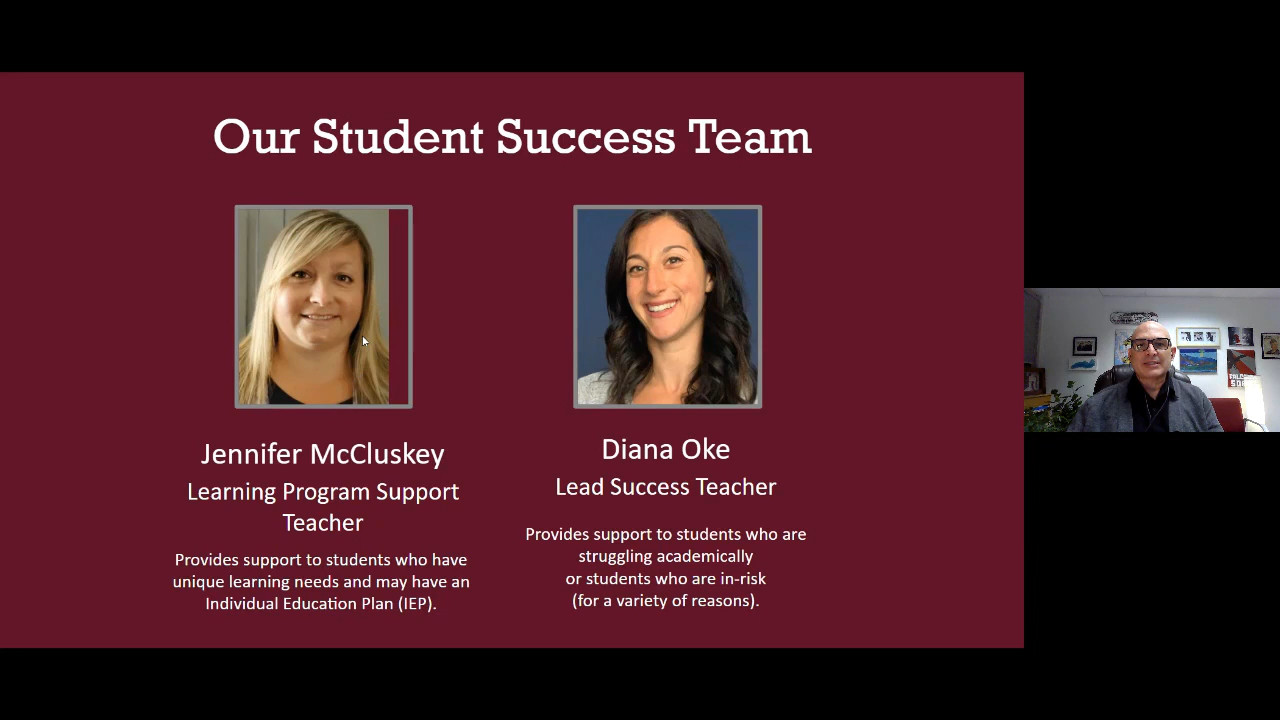 Our Student Success Team
Jennifer McCluskey
Learning Program Support
Teacher
Provides support to students who have
unique learning needs and may have an
Individual Education Plan (IEP).
Diana Oke
Lead Success Teacher
Provides support to students who are
struggling academically
or students who are in-risk
(for a variety of reasons).